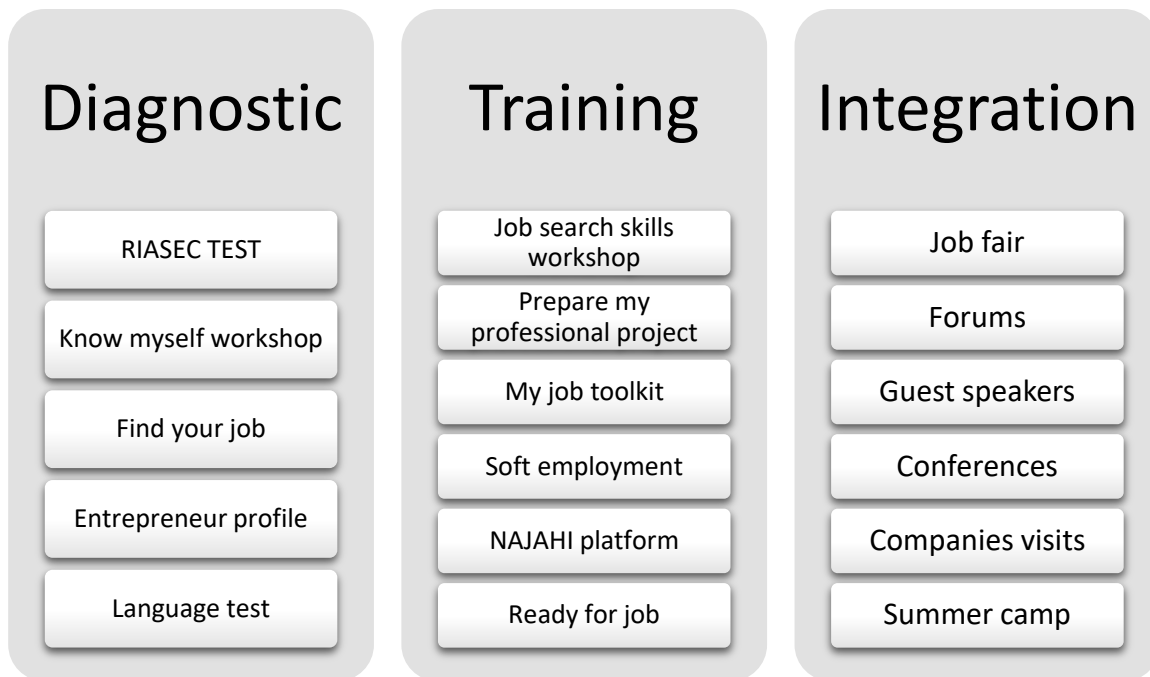 Diagnostic
RIASEC TEST
Know myself workshop
Find your job
Entrepreneur profile
Language test
Training
Job search skills
workshop
Prepare my
professional project
My job toolkit
Soft employment
NAJAHI platform
Ready for job
Integration
Job fair
Forums
Guest speakers
Conferences
Companies visits
Summer camp